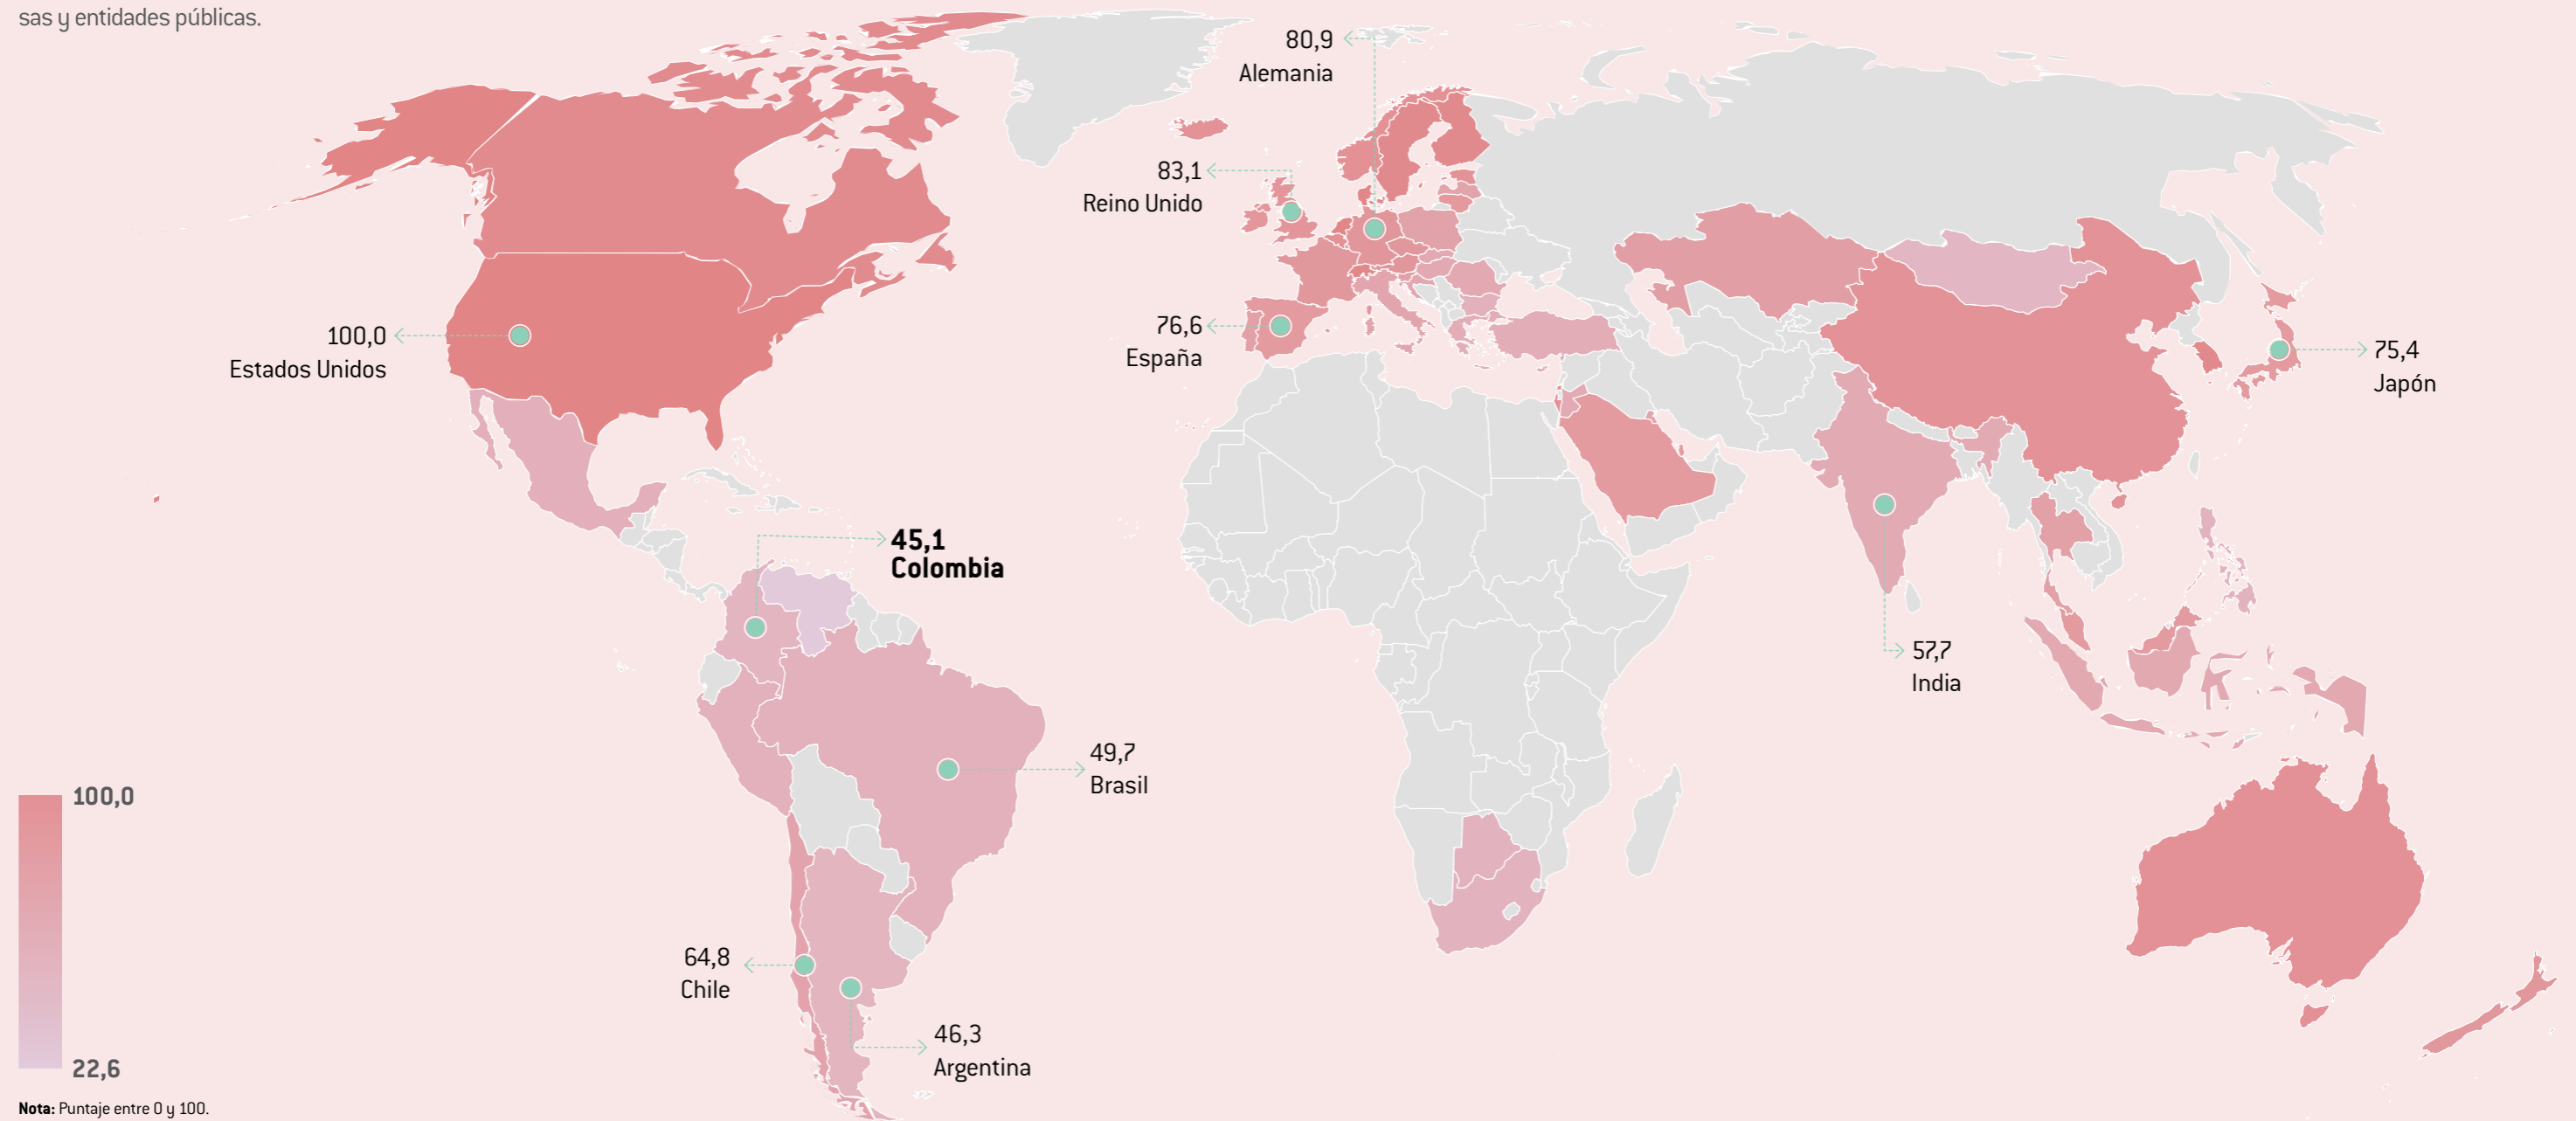 sas y entidades públicas.
80,9
Alemania
83,1
Reino Unido
100,0
Estados Unidos
76,6
España
75,4
Japón
45,1
Colombia
57,7
India
49,7
Brasil
100,0
64,8
Chile
46,3
Argentina
22,6
Nota: Puntaje entre 0 y 100.